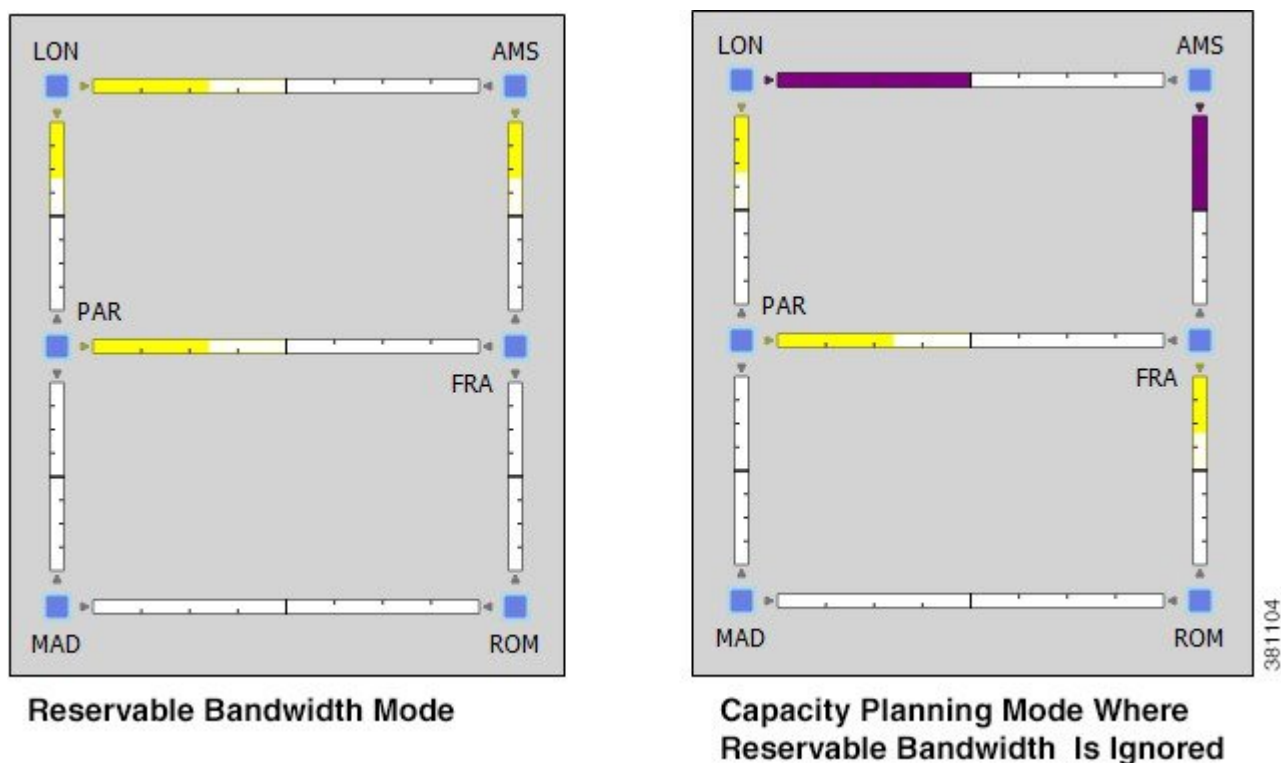 LON
AMS
PAR
FRA
MAD
ROM
Reservable Bandwidth Mode
LON
AMS
PAR
FRA
MAD
ROM
Capacity Planning Mode Where
Reservable Bandwidth Is Ignored
381104